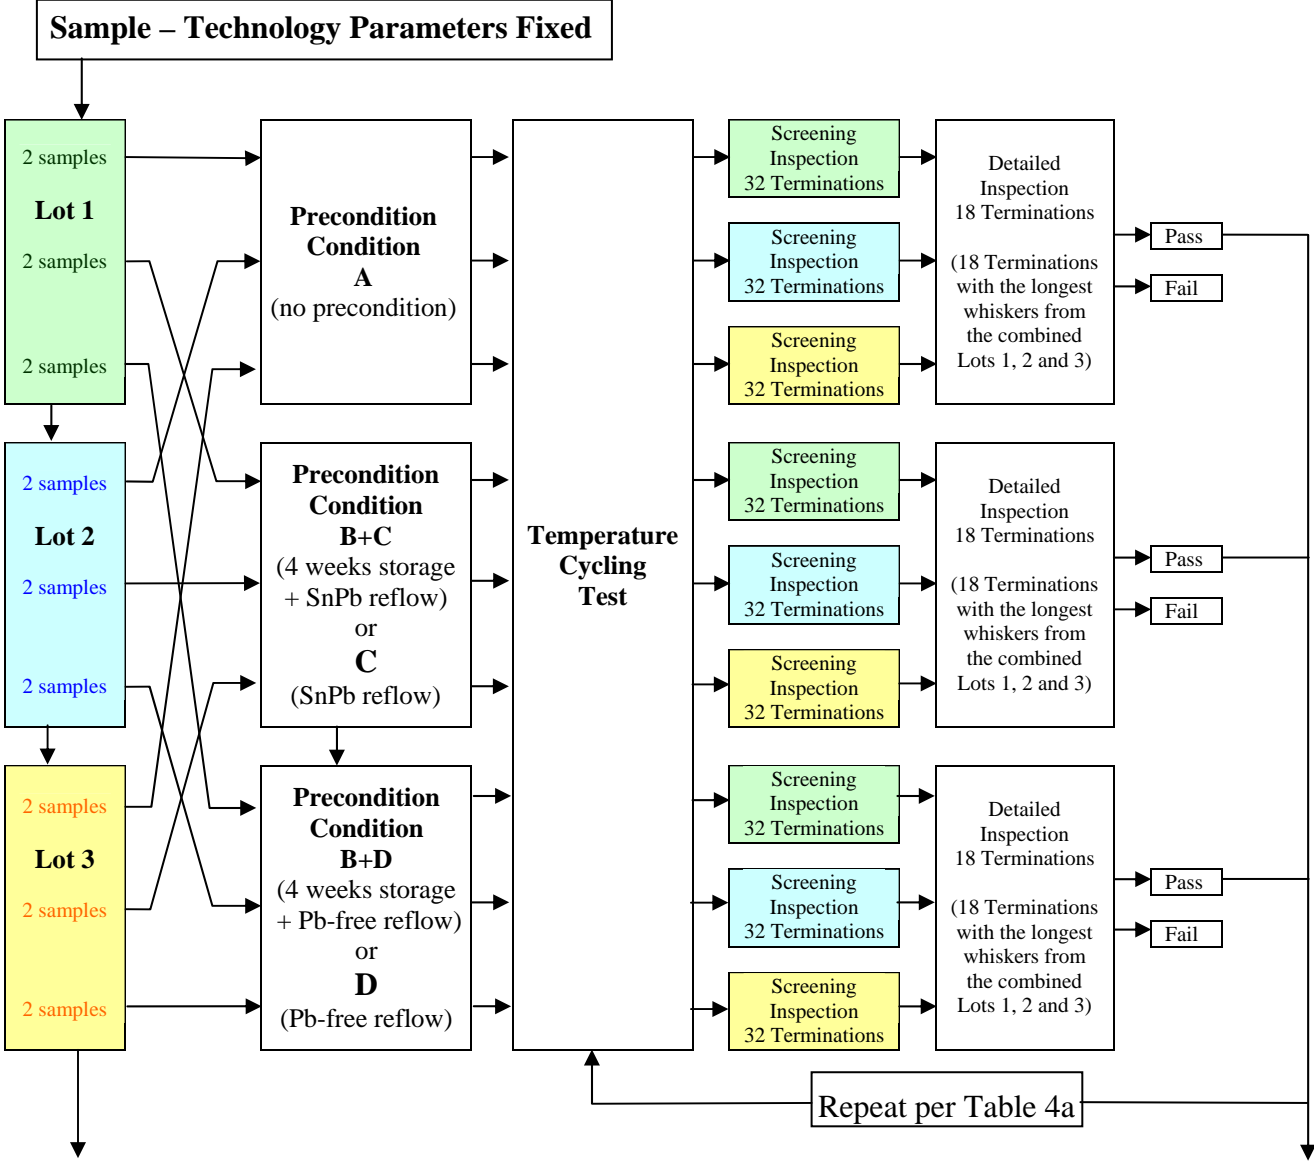 Sample – Technology Parameters Fixed
2 samples
Lot 1
2 samples
2 samples
2 samples
Lot 2
2 samples
2 samples
2 samples
Lot 3
2 samples
2 samples
Precondition
Condition
A
(no precondition)
Precondition
Condition
B+C
(4 weeks storage
+ SnPb reflow)
or
C
(SnPb reflow)
Precondition
Condition
B+D
(4 weeks storage
+ Pb-free reflow)
or
D
(Pb-free reflow)
Temperature
Cycling
Test
Screening
Inspection
32 Terminations
Screening
Inspection
32 Terminations
Screening
Inspection
32 Terminations
Screening
Inspection
32 Terminations
Screening
Inspection
32 Terminations
Screening
Inspection
32 Terminations
Screening
Inspection
32 Terminations
Screening
Inspection
32 Terminations
Screening
Inspection
32 Terminations
Detailed
Inspection
18 Terminations
(18 Terminations
with the longest
whiskers from
the combined
Lots 1, 2 and 3)
Pass
Fail
Detailed
Inspection
18 Terminations
(18 Terminations
with the longest
whiskers from
the combined
Lots 1, 2 and 3)
Pass
Fail
Detailed
Inspection
18 Terminations
(18 Terminations
with the longest
whiskers from
the combined
Lots 1, 2 and 3)
Pass
Fail
Repeat per Table 4a